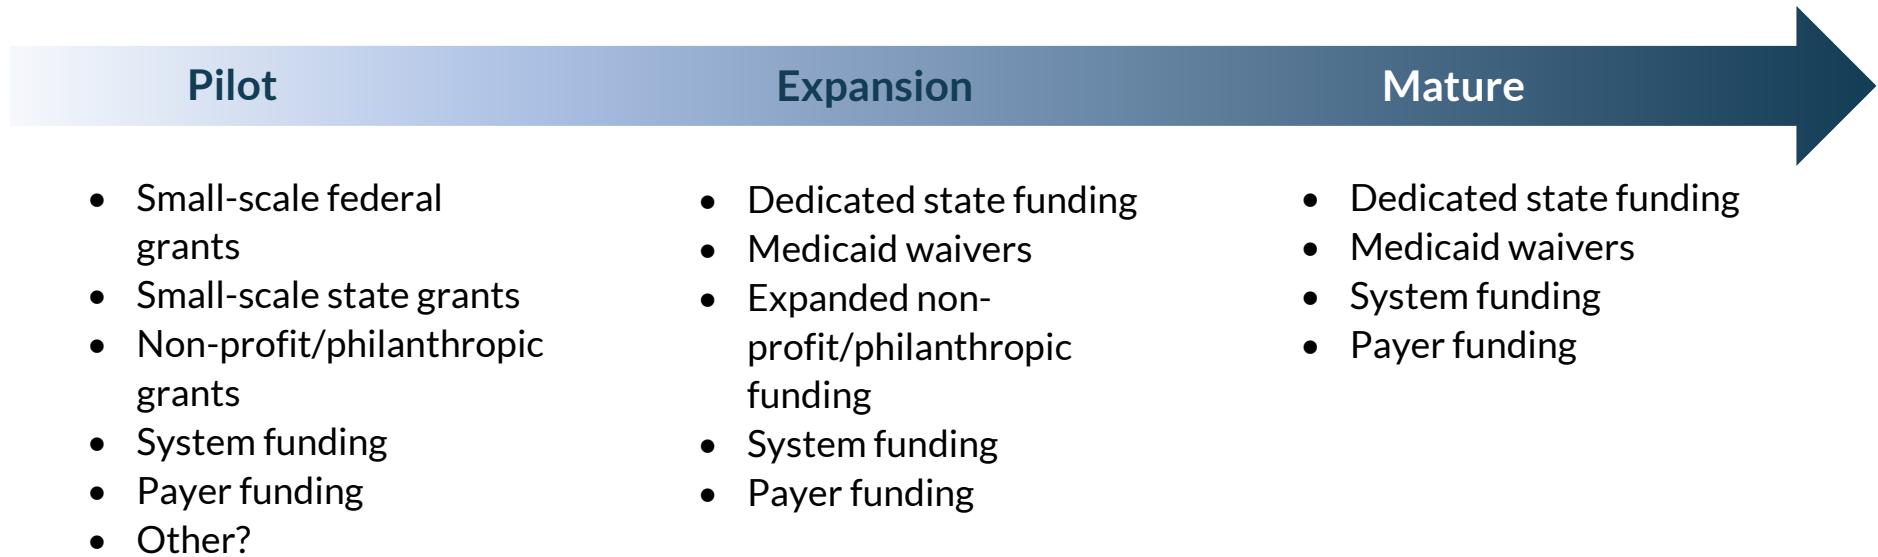 Pilot
Expansion
Mature
• Small-scale federal
grants
• Small-scale state grants
• Non-profit/philanthropic
grants
• System funding
• Payer funding
• Other?
• Dedicated state funding
• Medicaid waivers
• Expanded non-
profit/philanthropic
funding
• System funding
• Payer funding
• Dedicated state funding
• Medicaid waivers
• System funding
• Payer funding